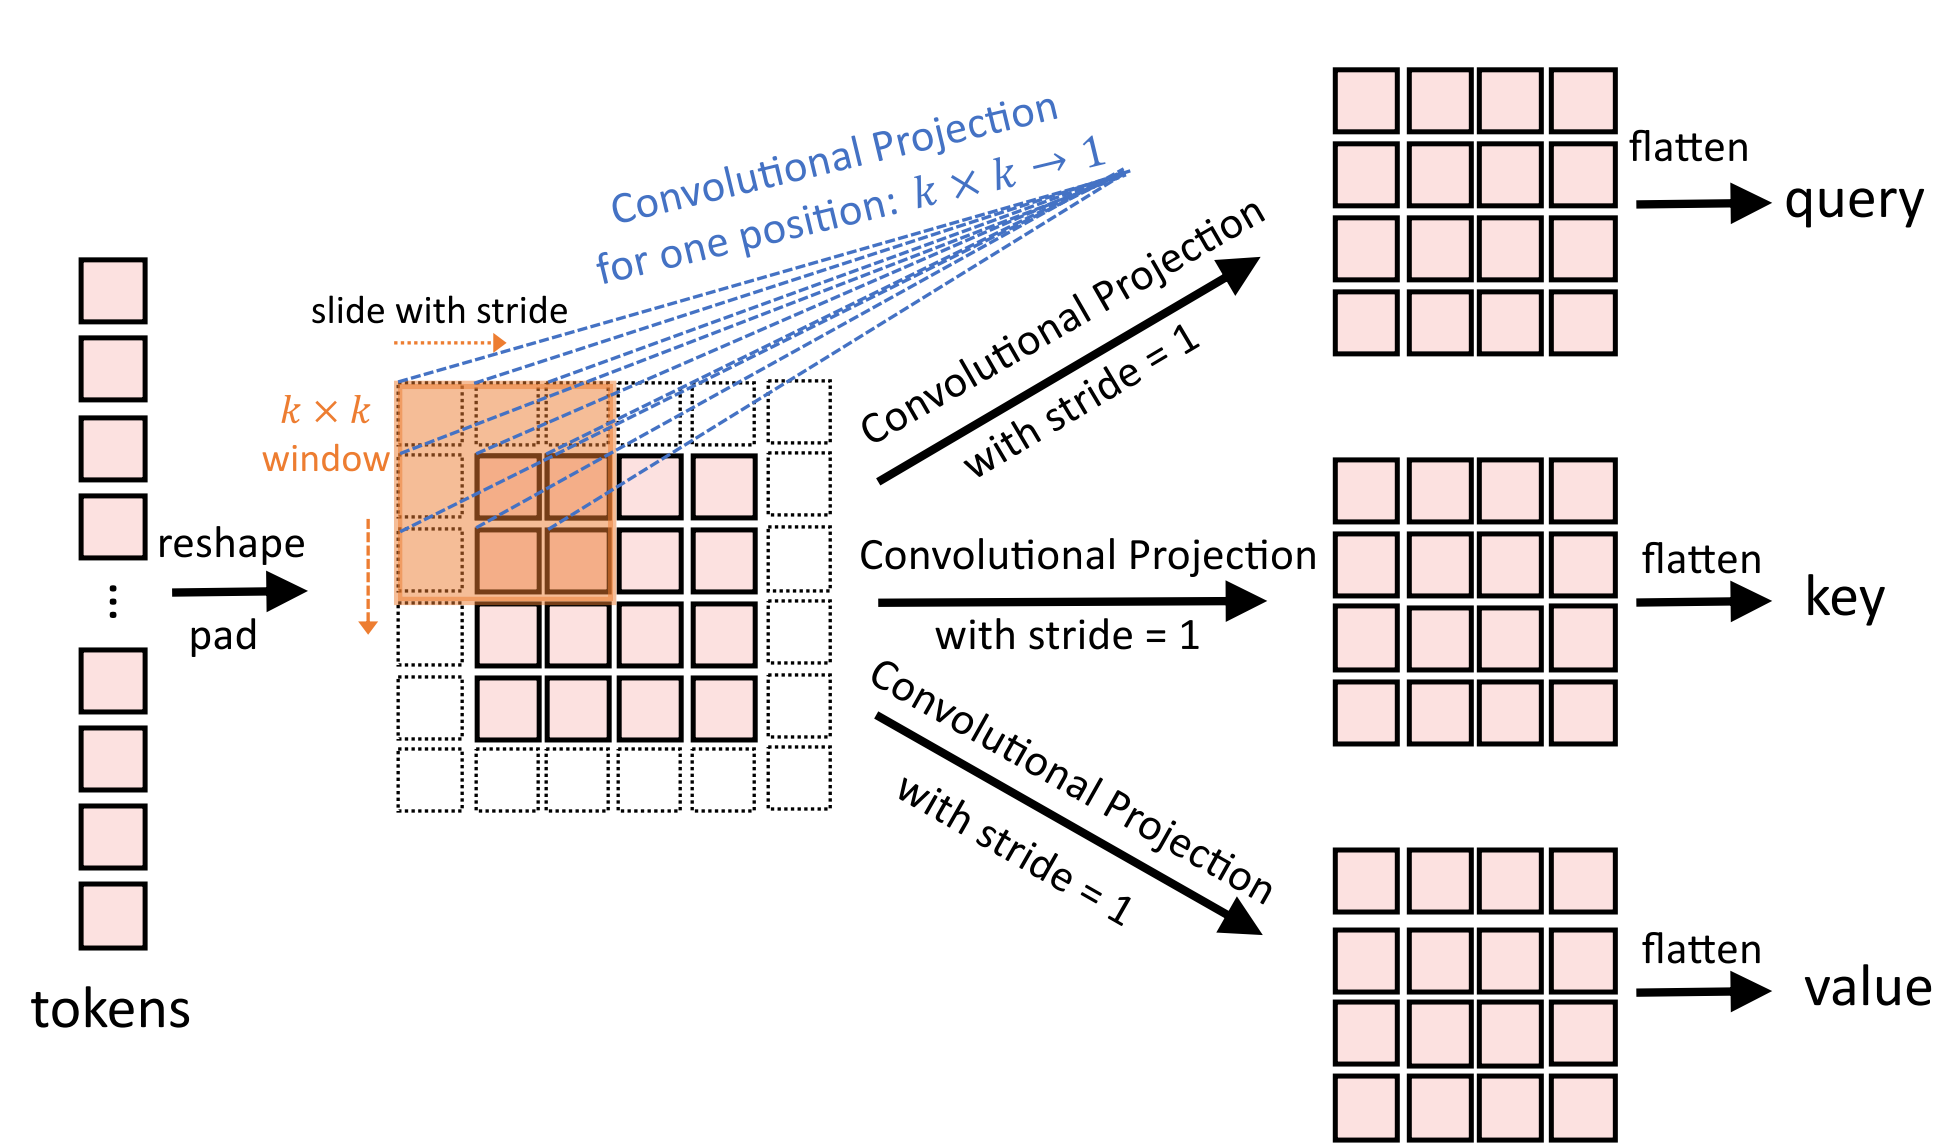 tokens
reshape
pad
slide with stride
k × k
window
Convolutional Projection
for one position: k × k → 1
Convolutional Projection
with stride = 1
Convolutional Projection
with stride = 1
Convolutional Projection
with stride = 1
flatten
query
flatten
key
flatten
value